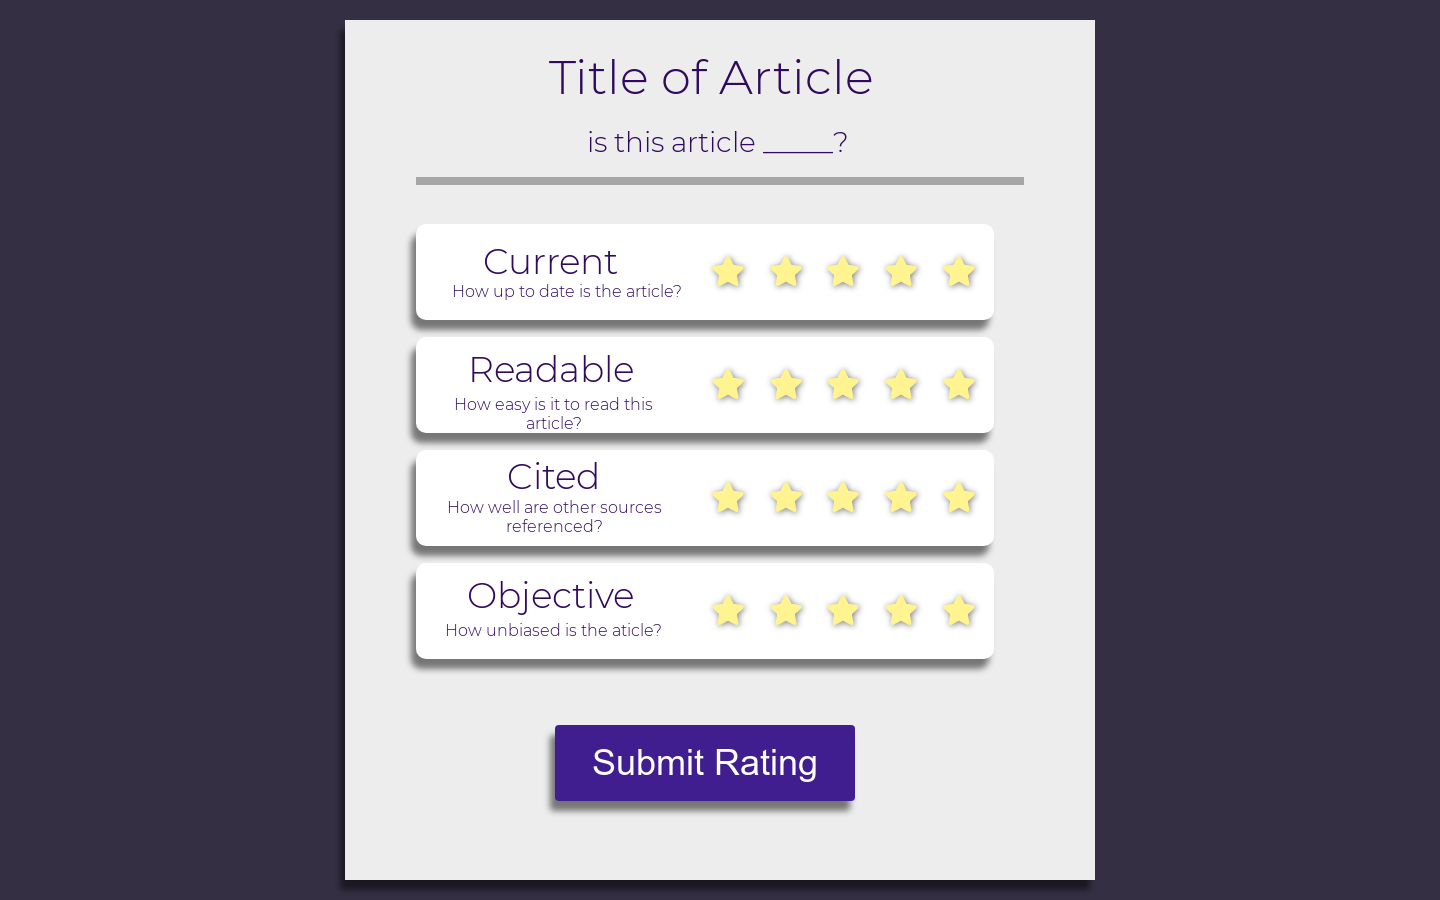 Title of Article
is this article _____?
Current
How up to date is the article?
Readable
How easy is it to read this
article?
Cited
How well are other sources
referenced?
Objective
How unbiased is the aticle?
Submit Rating